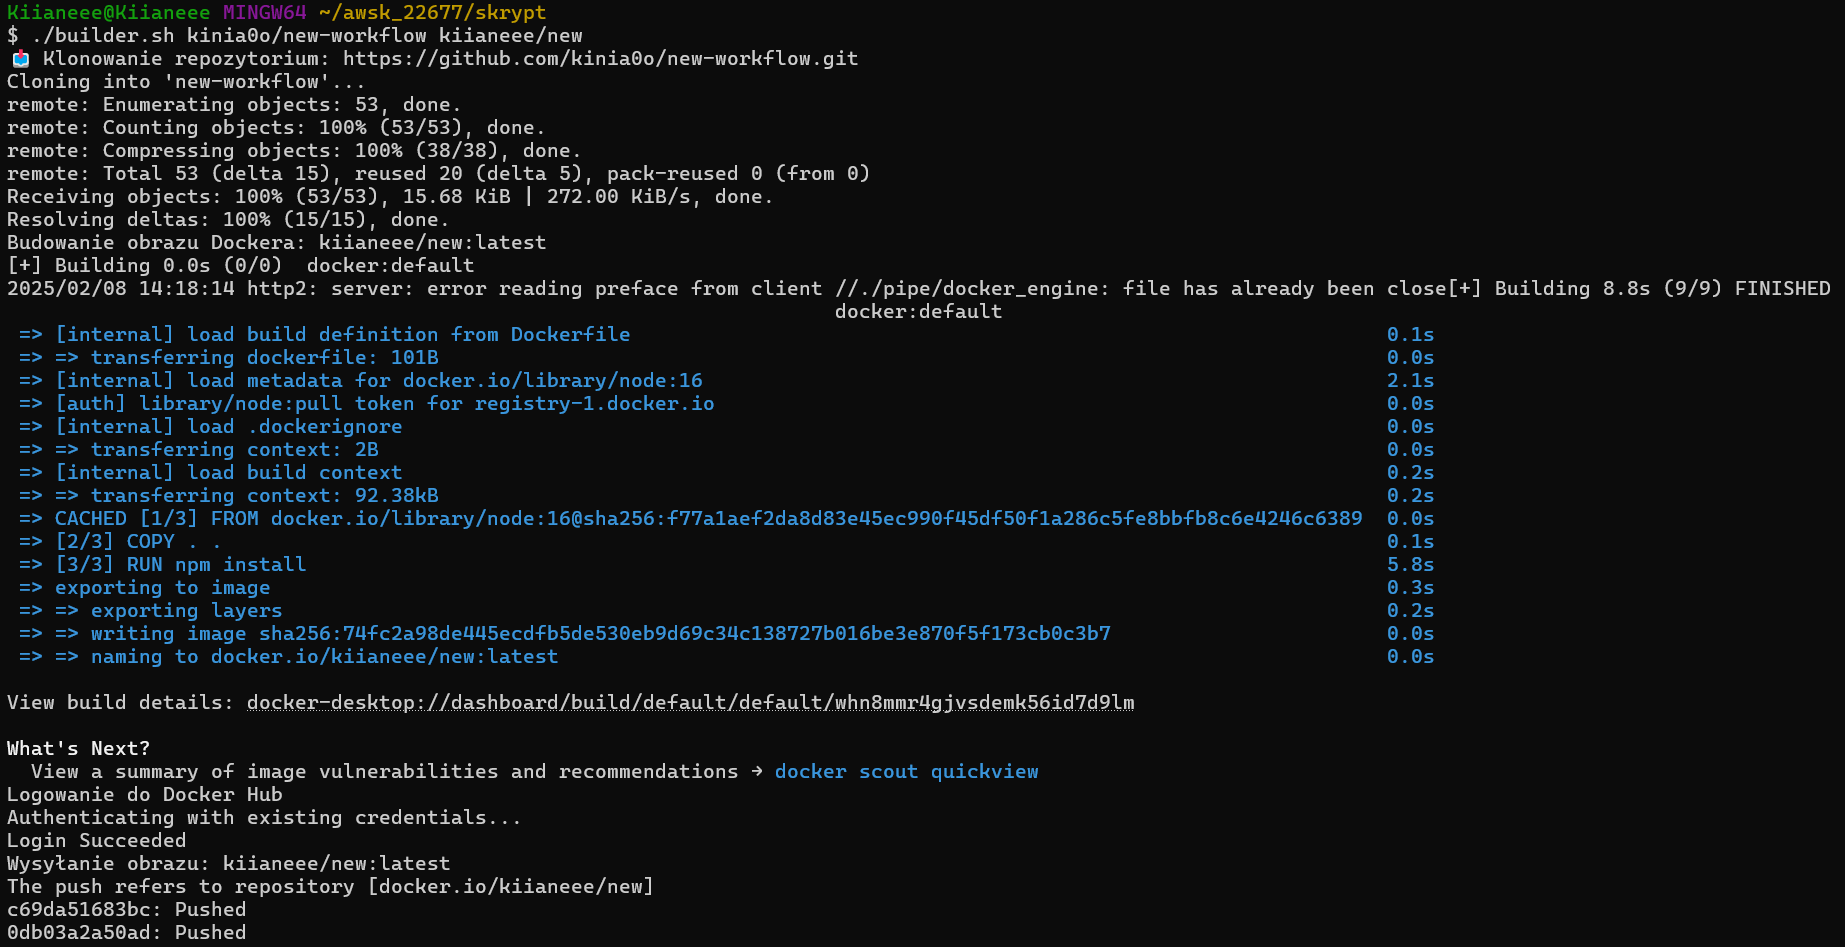 Kiianeee@Kiianeee MINGW64 ~/awsk_22677/skrypt
$ ./builder.sh kinia0o/new-workflow kiianeee/new
📥 Klonowanie repozytorium: https://github.com/kinia0o/new-workflow.git
Cloning into 'new-workflow'...
remote: Enumerating objects: 53, done.
remote: Counting objects: 100% (53/53), done.
remote: Compressing objects: 100% (38/38), done.
remote: Total 53 (delta 15), reused 20 (delta 5), pack-reused 0 (from 0)
Receiving objects: 100% (53/53), 15.68 KiB | 272.00 KiB/s, done.
Resolving deltas: 100% (15/15), done.
Budowanie obrazu Dockera: kiianeee/new:latest
[+] Building 0.0s (0/0)  docker:default
2025/02/08 14:18:14 http2: server: error reading preface from client //./pipe/docker_engine: file has already been close[+] Building 8.8s (9/9) FINISHED
docker:default
=> [internal] load build definition from Dockerfile 0.1s
=> => transferring dockerfile: 101B 0.0s
=> [internal] load metadata for docker.io/library/node:16 2.1s
=> [auth] library/node:pull token for registry-1.docker.io 0.0s
=> [internal] load .dockerignore 0.0s
=> => transferring context: 2B 0.0s
=> [internal] load build context 0.2s
=> => transferring context: 92.38kB 0.2s
=> CACHED [1/3] FROM docker.io/library/node:16@sha256:f77a1aef2da8d83e45ec990f45df50f1a286c5fe8bbfb8c6e4246c6389 0.0s
=> [2/3] COPY . . 0.1s
=> [3/3] RUN npm install 5.8s
=> exporting to image 0.3s
=> => exporting layers 0.2s
=> => writing image sha256:74fc2a98de445ecdfb5de530eb9d69c34c138727b016be3e870f5f173cb0c3b7 0.0s
=> => naming to docker.io/kiianeee/new:latest 0.0s
View build details: docker-desktop://dashboard/build/default/default/whn8mmr4gjvsdemk56id7d9lm
What's Next?
View a summary of image vulnerabilities and recommendations → docker scout quickview
Logowanie do Docker Hub
Authenticating with existing credentials...
Login Succeeded
Wysyłanie obrazu: kiianeee/new:latest
The push refers to repository [docker.io/kiianeee/new]
c69da51683bc: Pushed
0db03a2a50ad: Pushed